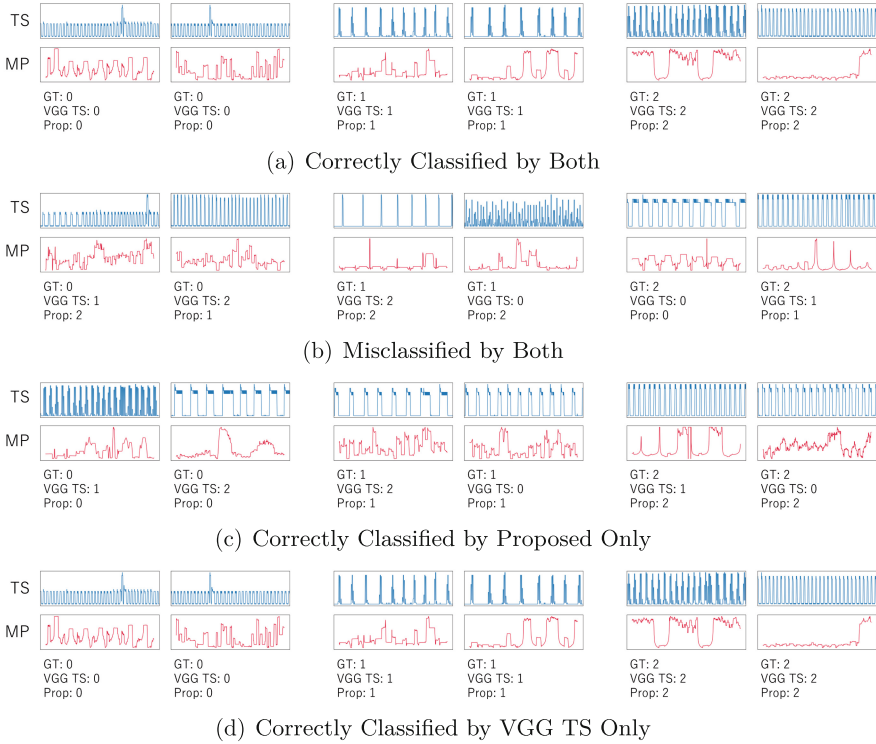 TS
MP
GT: 0 GT: 0 GT: 1 GT: 1 GT: 2 GT: 2
VGG TS: 0 VGG TS: 0 VGG TS: 1 VGG TS: 1 VGG TS: 2 VGG TS: 2
Prop: 0 Prop: 0 Prop: 1 Prop: 1 Prop: 2 Prop: 2
(a) Correctly Classified by Both
TS
MP
GT: 0 GT: 0 GT: 1 GT: 1 GT: 2 GT: 2
VGG TS: 1 VGG TS: 2 VGG TS: 2 VGG TS: 0 VGG TS: 0 VGG TS: 1
Prop: 2 Prop: 1 Prop: 2 Prop: 2 Prop: 0 Prop: 1
(b) Misclassified by Both
TS
MP
GT: 0 GT: 0 GT: 1 GT: 1 GT: 2 GT: 2
VGG TS: 1 VGG TS: 2 VGG TS: 2 VGG TS: 0 VGG TS: 1 VGG TS: 0
Prop: 0 Prop: 0 Prop: 1 Prop: 1 Prop: 2 Prop: 2
(c) Correctly Classified by Proposed Only
TS
MP
GT: 0 GT: 0 GT: 1 GT: 1 GT: 2 GT: 2
VGG TS: 0 VGG TS: 0 VGG TS: 1 VGG TS: 1 VGG TS: 2 VGG TS: 2
Prop: 0 Prop: 0 Prop: 1 Prop: 1 Prop: 2 Prop: 2
(d) Correctly Classified by VGG TS Only